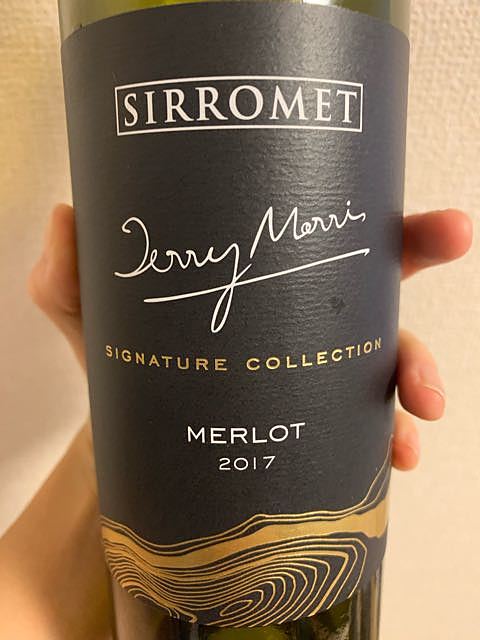 SIRROMET
Terry Morris
SIGNATURE COLLECTION
MERLOT
2017